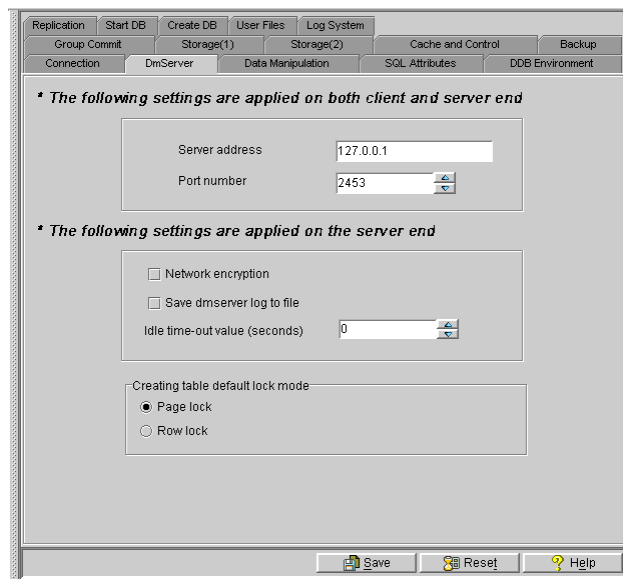 Replication Start DB Create DB User Files Log System
Group Commit Storage(1) Storage(2) Cache and Control Backup
Connection DmServer Data Manipulation SQL Attributes DDB Environment
* The following settings are applied on both client and server end
Server address 127.0.0.1
Port number 2453
* The following settings are applied on the server end
Network encryption
Save dmserver log to file
Idle time-out value (seconds) 0
Creating table default lock mode
Page lock
Row lock
Save Reset Help